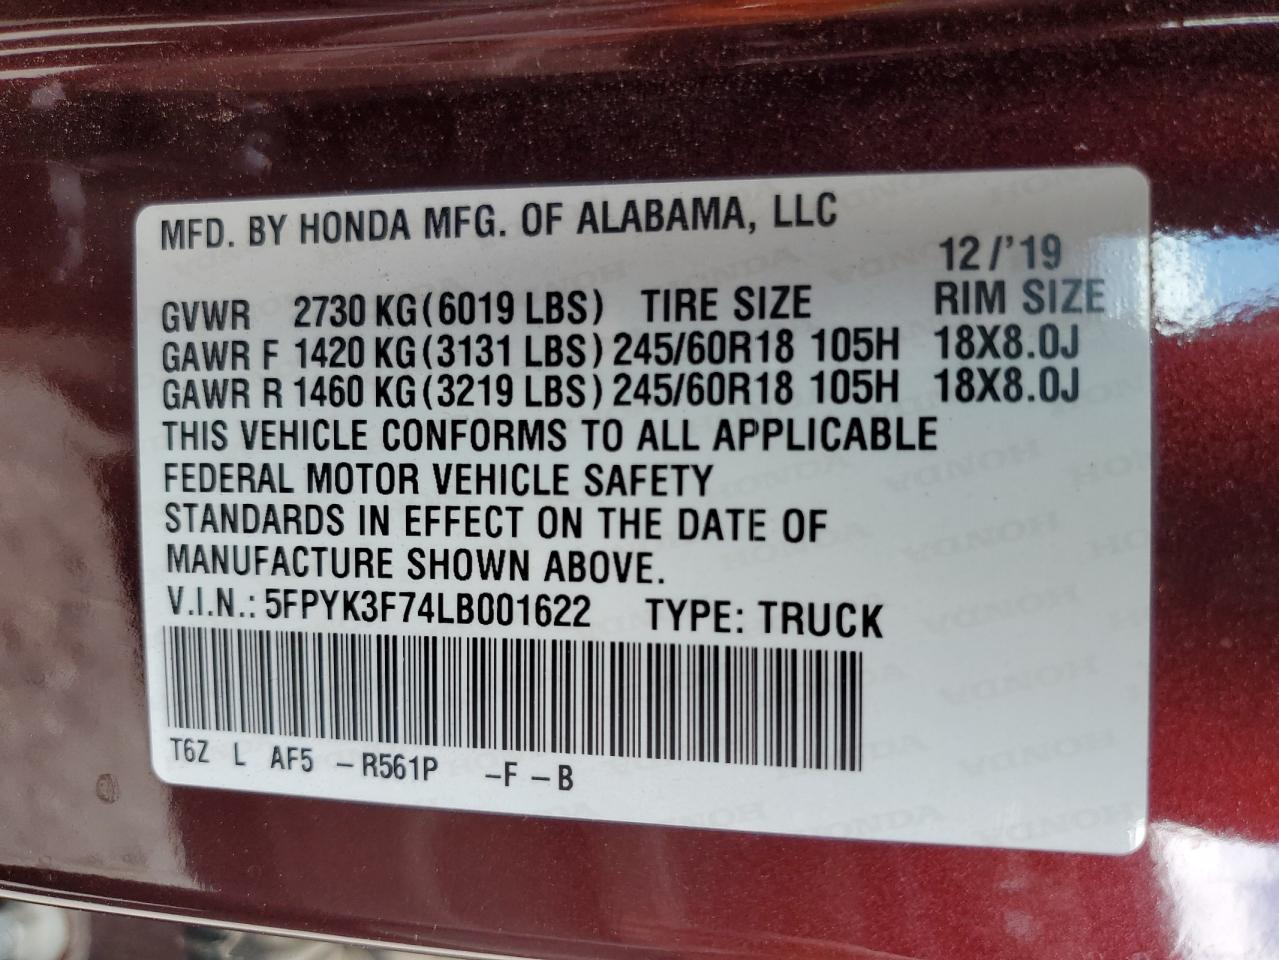 MFD. BY HONDA MFG. OF ALABAMA, LLC
12/'19
GVWR 2730 KG(6019 LBS) TIRE SIZE RIM SIZE
GAWR F 1420 KG(3131 LBS) 245/60R18 105H 18X8.0J
GAWR R 1460 KG(3219 LBS) 245/60R18 105H 18X8.0J
THIS VEHICLE CONFORMS TO ALL APPLICABLE
FEDERAL MOTOR VEHICLE SAFETY
STANDARDS IN EFFECT ON THE DATE OF
MANUFACTURE SHOWN ABOVE.
V.I.N.: 5FPYK3F74LB001622 TYPE: TRUCK
T6Z L AF5 -R561P -F-B